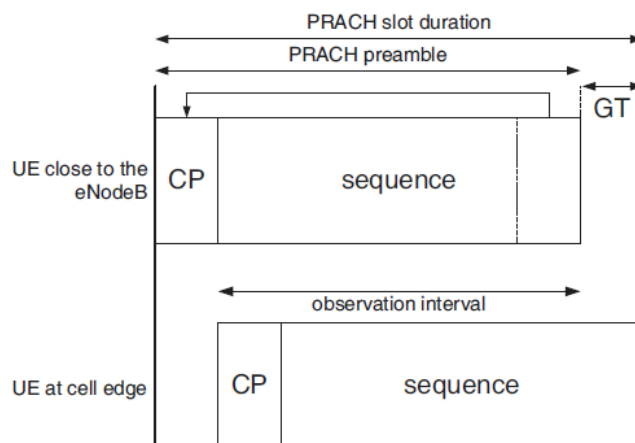 PRACH slot duration
PRACH preamble
GT
UE close to the
eNodeB
CP
sequence
observation interval
UE at cell edge
CP
sequence